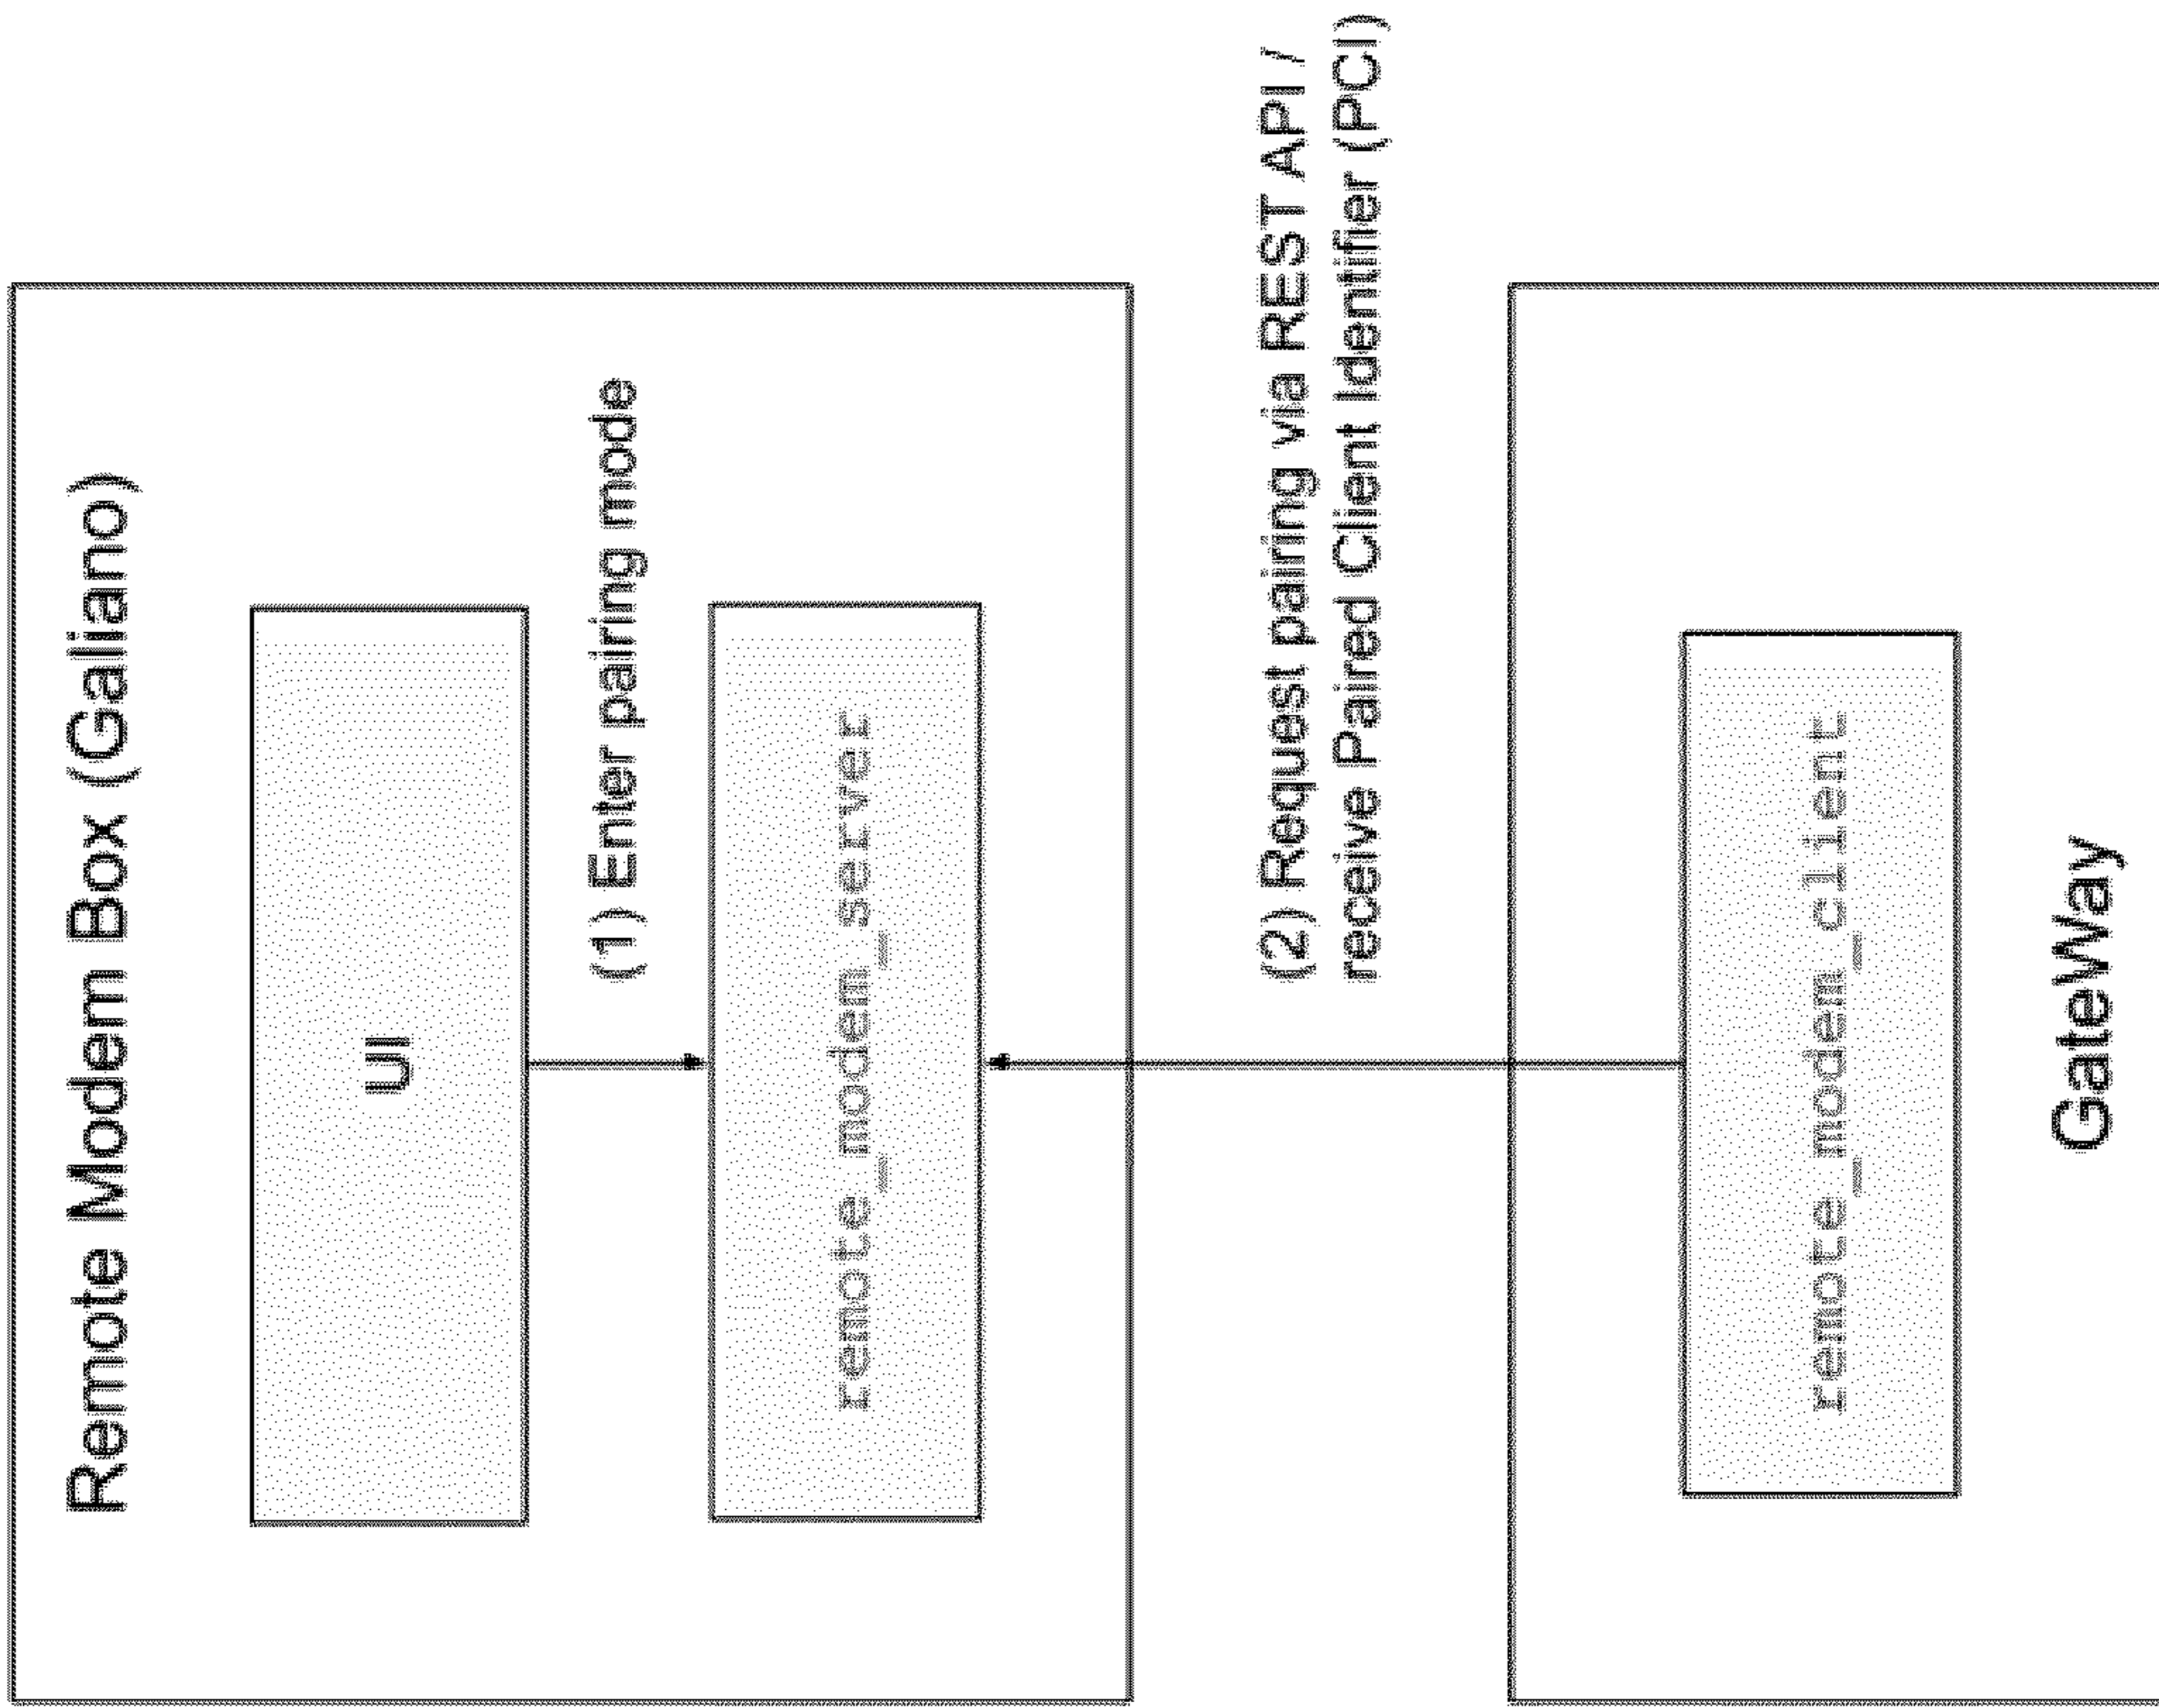 Remote Modem Box (Galiano)
UI
(1) Enter pairing mode
remote_modem_server
(2) Request pairing via REST API /
receive Paired Client Identifier (PCI)
remote_modem_client
GateWay